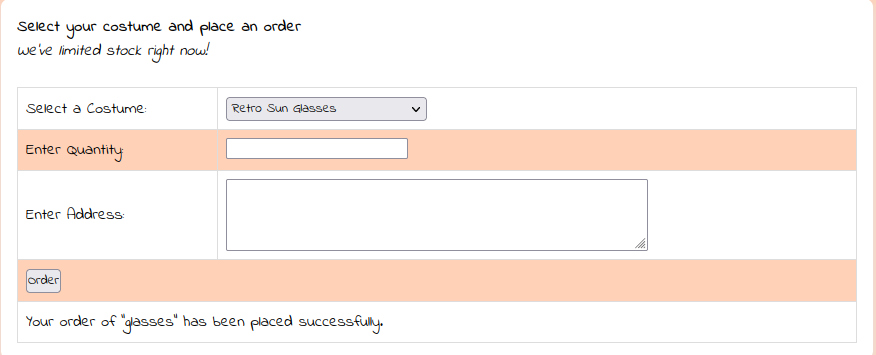 Select your costume and place an order
We've limited stock right now!
Select a Costume:
Retro Sun Glasses
Enter Quantity:
Enter Address:
Order
Your order of "glasses" has been placed successfully.